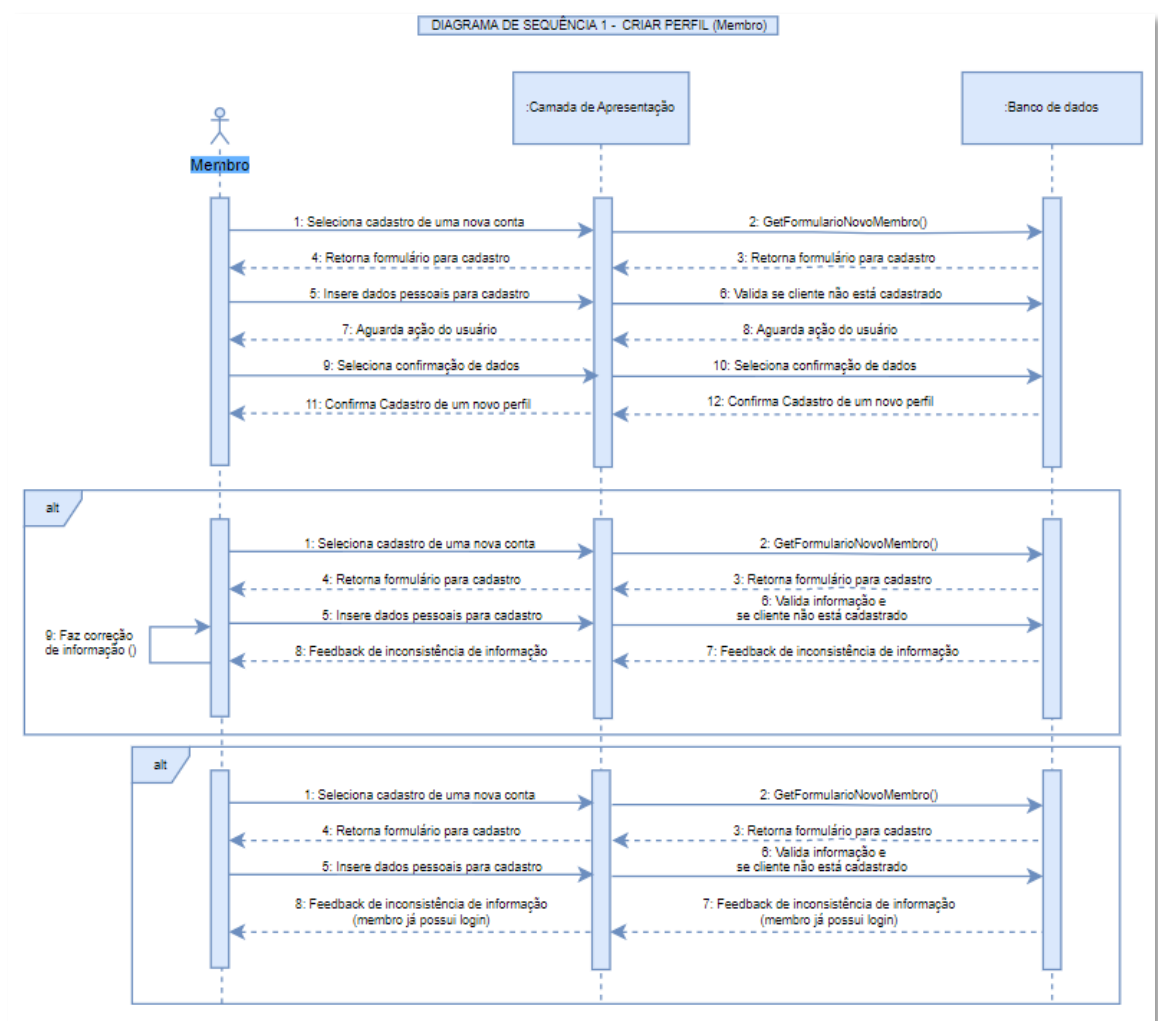 DIAGRAMA DE SEQUÊNCIA 1 - CRIAR PERFIL (Membro)
:Camada de Apresentação
:Banco de dados
Membro
1: Seleciona cadastro de uma nova conta
2: GetFormularioNovoMembro()
4: Retorna formulário para cadastro
3: Retorna formulário para cadastro
5: Insere dados pessoais para cadastro
6: Valida se cliente não está cadastrado
7: Aguarda ação do usuário
8: Aguarda ação do usuário
9: Seleciona confirmação de dados
10: Seleciona confirmação de dados
11: Confirma Cadastro de um novo perfil
12: Confirma Cadastro de um novo perfil
alt
1: Seleciona cadastro de uma nova conta
2: GetFormularioNovoMembro()
4: Retorna formulário para cadastro
3: Retorna formulário para cadastro
5: Insere dados pessoais para cadastro
6: Valida informação e
se cliente não está cadastrado
9: Faz correção
de informação ()
8: Feedback de inconsistência de informação
7: Feedback de inconsistência de informação
alt
1: Seleciona cadastro de uma nova conta
2: GetFormularioNovoMembro()
4: Retorna formulário para cadastro
3: Retorna formulário para cadastro
5: Insere dados pessoais para cadastro
6: Valida informação e
se cliente não está cadastrado
8: Feedback de inconsistência de informação
(membro já possui login)
7: Feedback de inconsistência de informação
(membro já possui login)